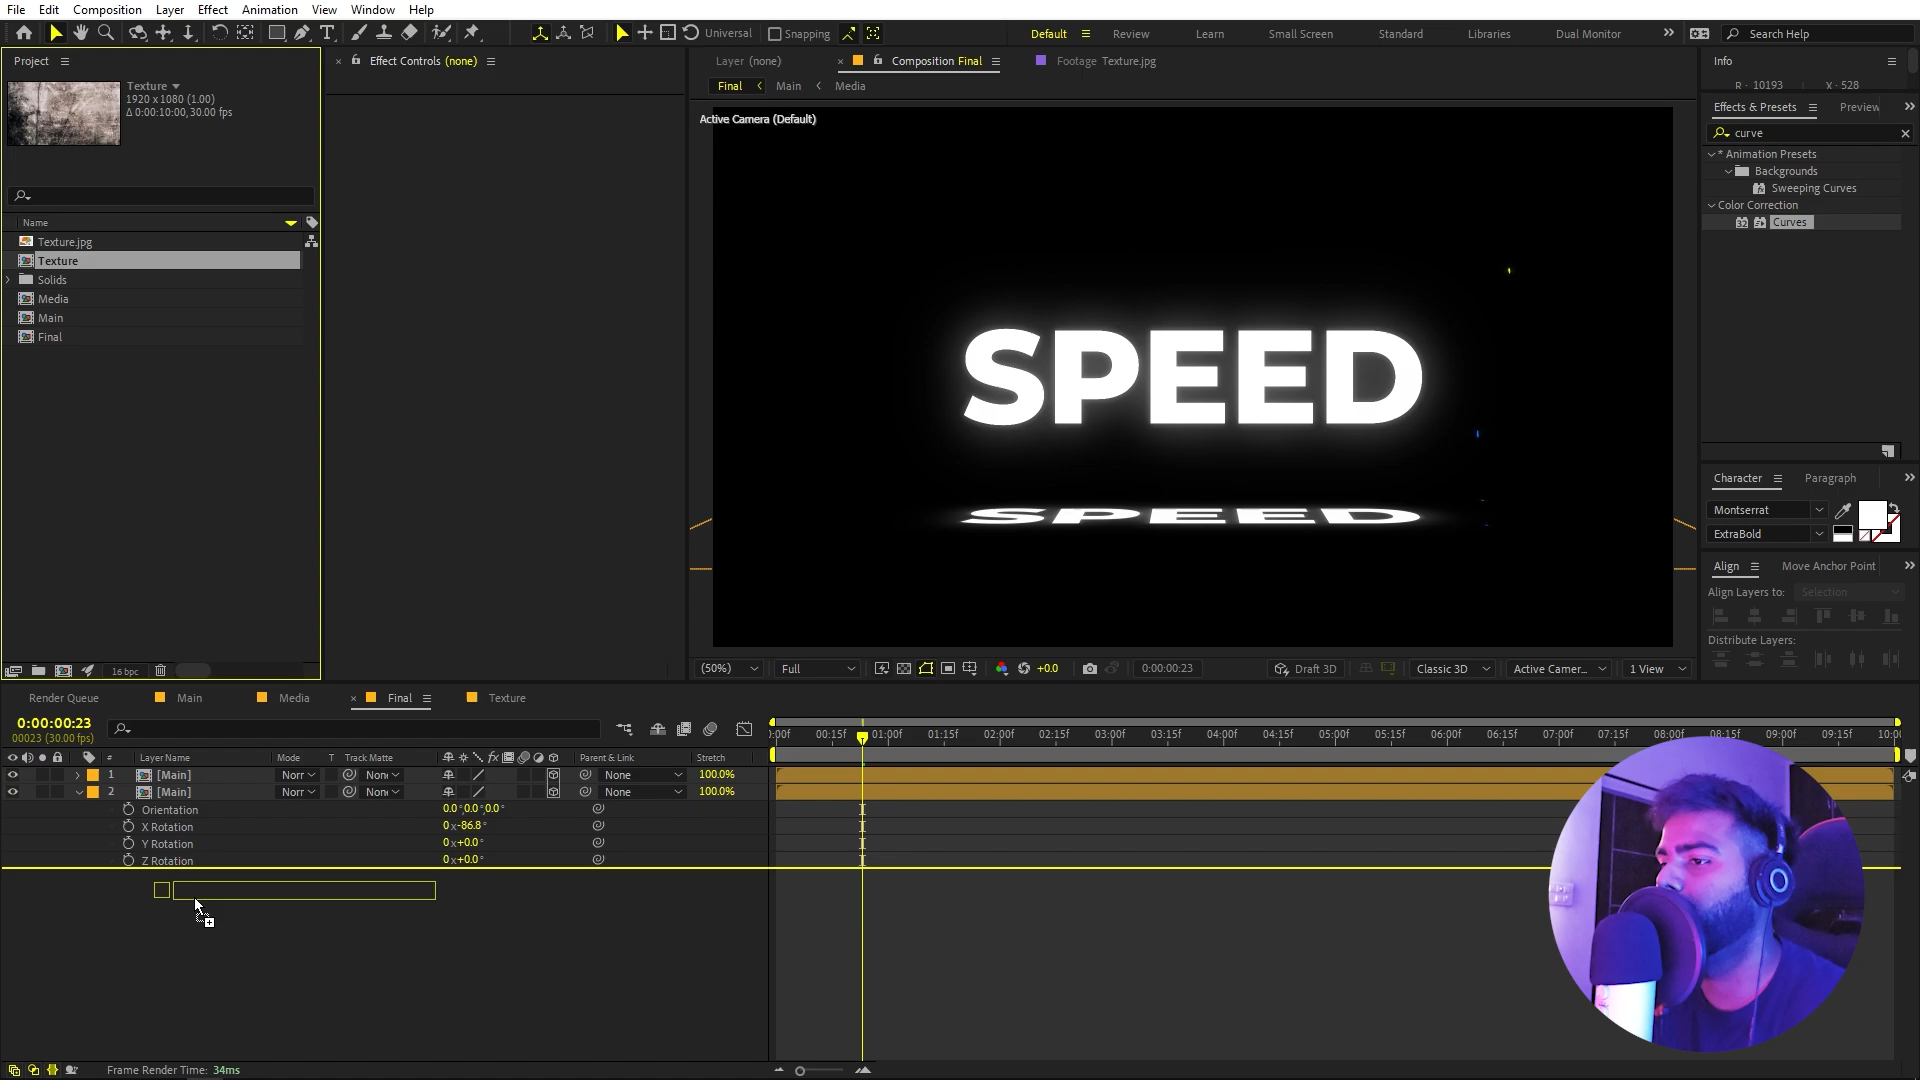 File Edit Composition Layer Effect Animation View Window Help
Universal Snapping Default Review Learn Small Screen Standard Libraries Dual Monitor Search Help
Project
Texture
1920 x 1080 (1.00)
Δ 0:00:10:00, 30.00 fps
Name
Texture.jpg
Texture
Solids
Media
Main
Final
16 bpc
Effect Controls (none)
Layer (none) Composition Final Footage Texture.jpg
Final Main Media
Active Camera (Default)
SPEED
SPEED
(50%) Full +0.0 0:00:00:23 Draft 3D Classic 3D Active Camer... 1 View
Info
R - 10193 X - 528
Effects & Presets Preview
curve
* Animation Presets
Backgrounds
Sweeping Curves
Color Correction
32 Curves
Character Paragraph
Montserrat
ExtraBold
Align Move Anchor Point
Align Layers to: Selection
Distribute Layers:
Render Queue Main Media Final Texture
0:00:00:23
00023 (30.00 fps)
:00f 00:15f 01:00f 01:15f 02:00f 02:15f 03:00f 03:15f 04:00f 04:15f 05:00f 05:15f 06:00f 06:15f 07:00f 07:15f 08:00f 08:15f 09:00f 09:15f 10:0
# Layer Name Mode T Track Matte Parent & Link Stretch
1 [Main] Norr None None 100.0%
2 [Main] Norr None None 100.0%
Orientation 0.0°,0.0°,0.0°
X Rotation 0x-86.8°
Y Rotation 0x+0.0°
Z Rotation 0x+0.0°
Frame Render Time: 34ms